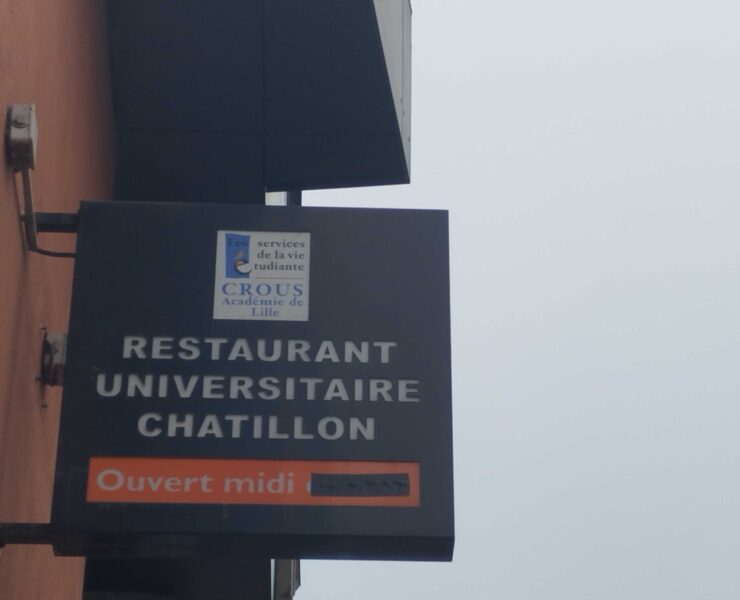 Les services
de la vie
étudiante
CROUS
Académie de
Lille
RESTAURANT
UNIVERSITAIRE
CHATILLON
Ouvert midi